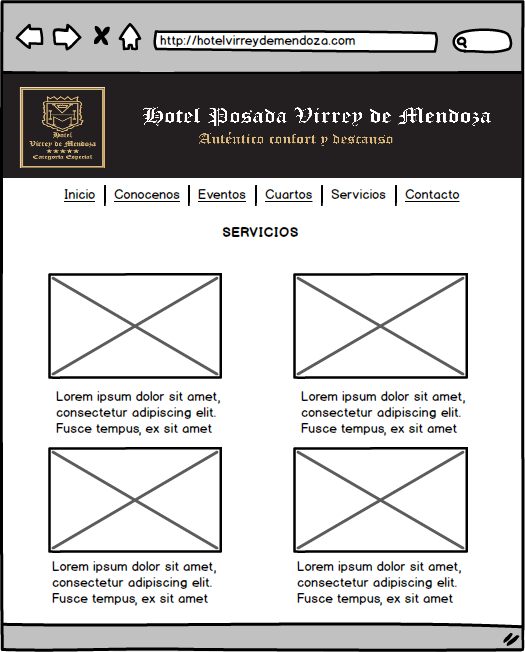 http://hotelvirreydemendoza.com
Hotel Posada Virrey de Mendoza
Auténtico confort y descanso
Hotel
Virrey de Mendoza
★★★★★
Categoría Especial
Inicio Conocenos Eventos Cuartos Servicios Contacto
SERVICIOS
Lorem ipsum dolor sit amet,
consectetur adipiscing elit.
Fusce tempus, ex sit amet
Lorem ipsum dolor sit amet,
consectetur adipiscing elit.
Fusce tempus, ex sit amet
Lorem ipsum dolor sit amet,
consectetur adipiscing elit.
Fusce tempus, ex sit amet
Lorem ipsum dolor sit amet,
consectetur adipiscing elit.
Fusce tempus, ex sit amet